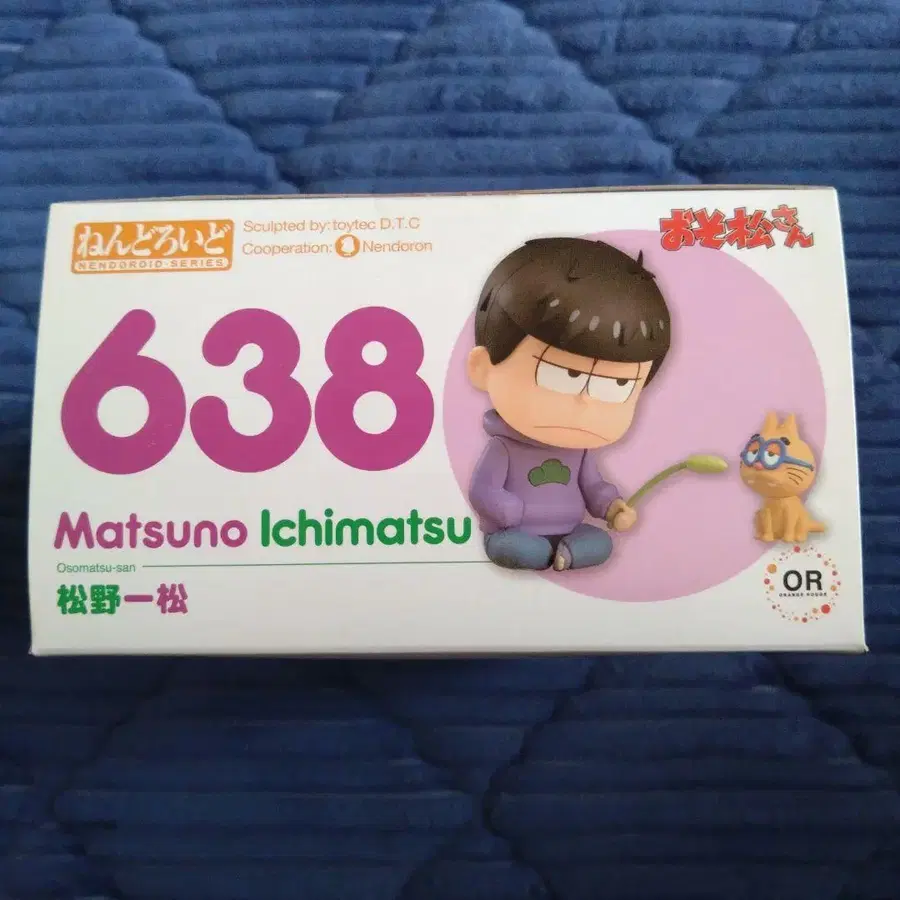 ねんどろいど
NENDOROID-SERIES
Sculpted by: toytec D.T.C
Cooperation: Nendoron
おそ松さん
638
Matsuno Ichimatsu
Osomatsu-san
松野一松
OR
ORANGE ROUGE